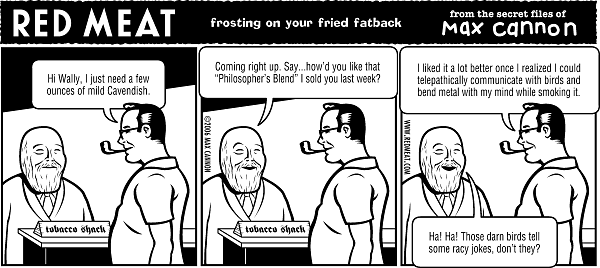 RED MEAT
frosting on your fried fatback
from the secret files of
Max cannon
Hi Wally, I just need a few
ounces of mild Cavendish.
tobacco shack
Coming right up. Say...how'd you like that
"Philosopher's Blend" I sold you last week?
©2006 MAX CANNON
tobacco shack
I liked it a lot better once I realized I could
telepathically communicate with birds and
bend metal with my mind while smoking it.
WWW.REDMEAT.COM
Ha! Ha! Those darn birds tell
some racy jokes, don't they?